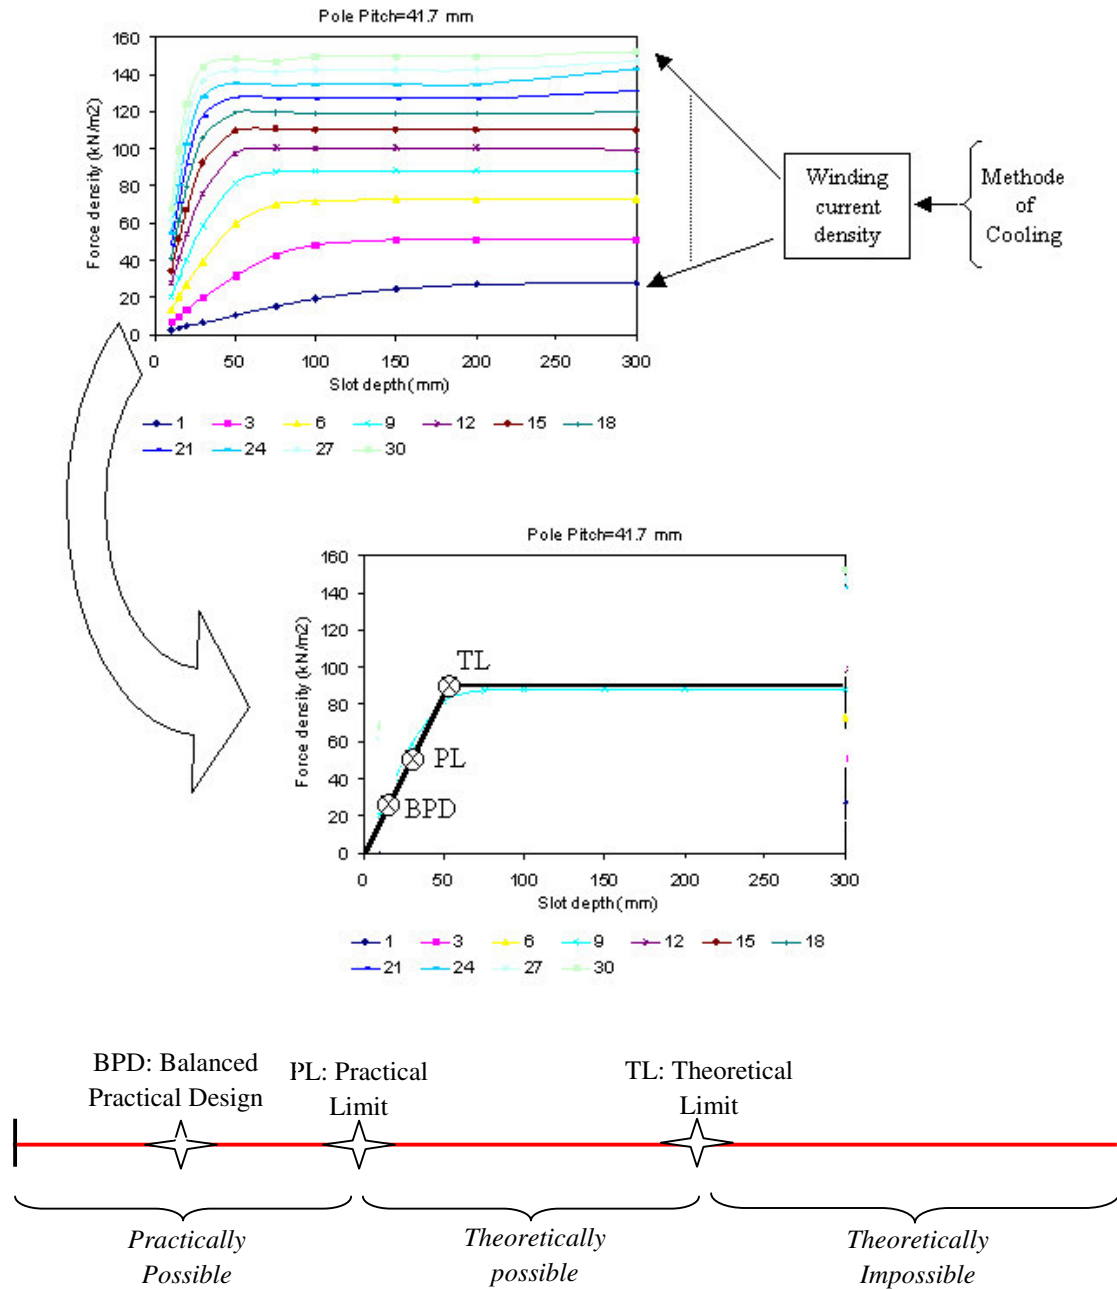 Pole Pitch=41.7 mm
Force density (kN/m2)
160
140
120
100
80
60
40
20
0
0 50 100 150 200 250 300
Slot depth (mm)
1 3 6 9 12 15 18
21 24 27 30
Winding
current
density
Methode
of
Cooling
Pole Pitch=41.7 mm
Force density (kN/m2)
160
140
120
100
80
60
40
20
0
TL
PL
BPD
0 50 100 150 200 250 300
Slot depth (mm)
1 3 6 9 12 15 18
21 24 27 30
BPD: Balanced
Practical Design
PL: Practical
Limit
TL: Theoretical
Limit
Practically
Possible
Theoretically
possible
Theoretically
Impossible